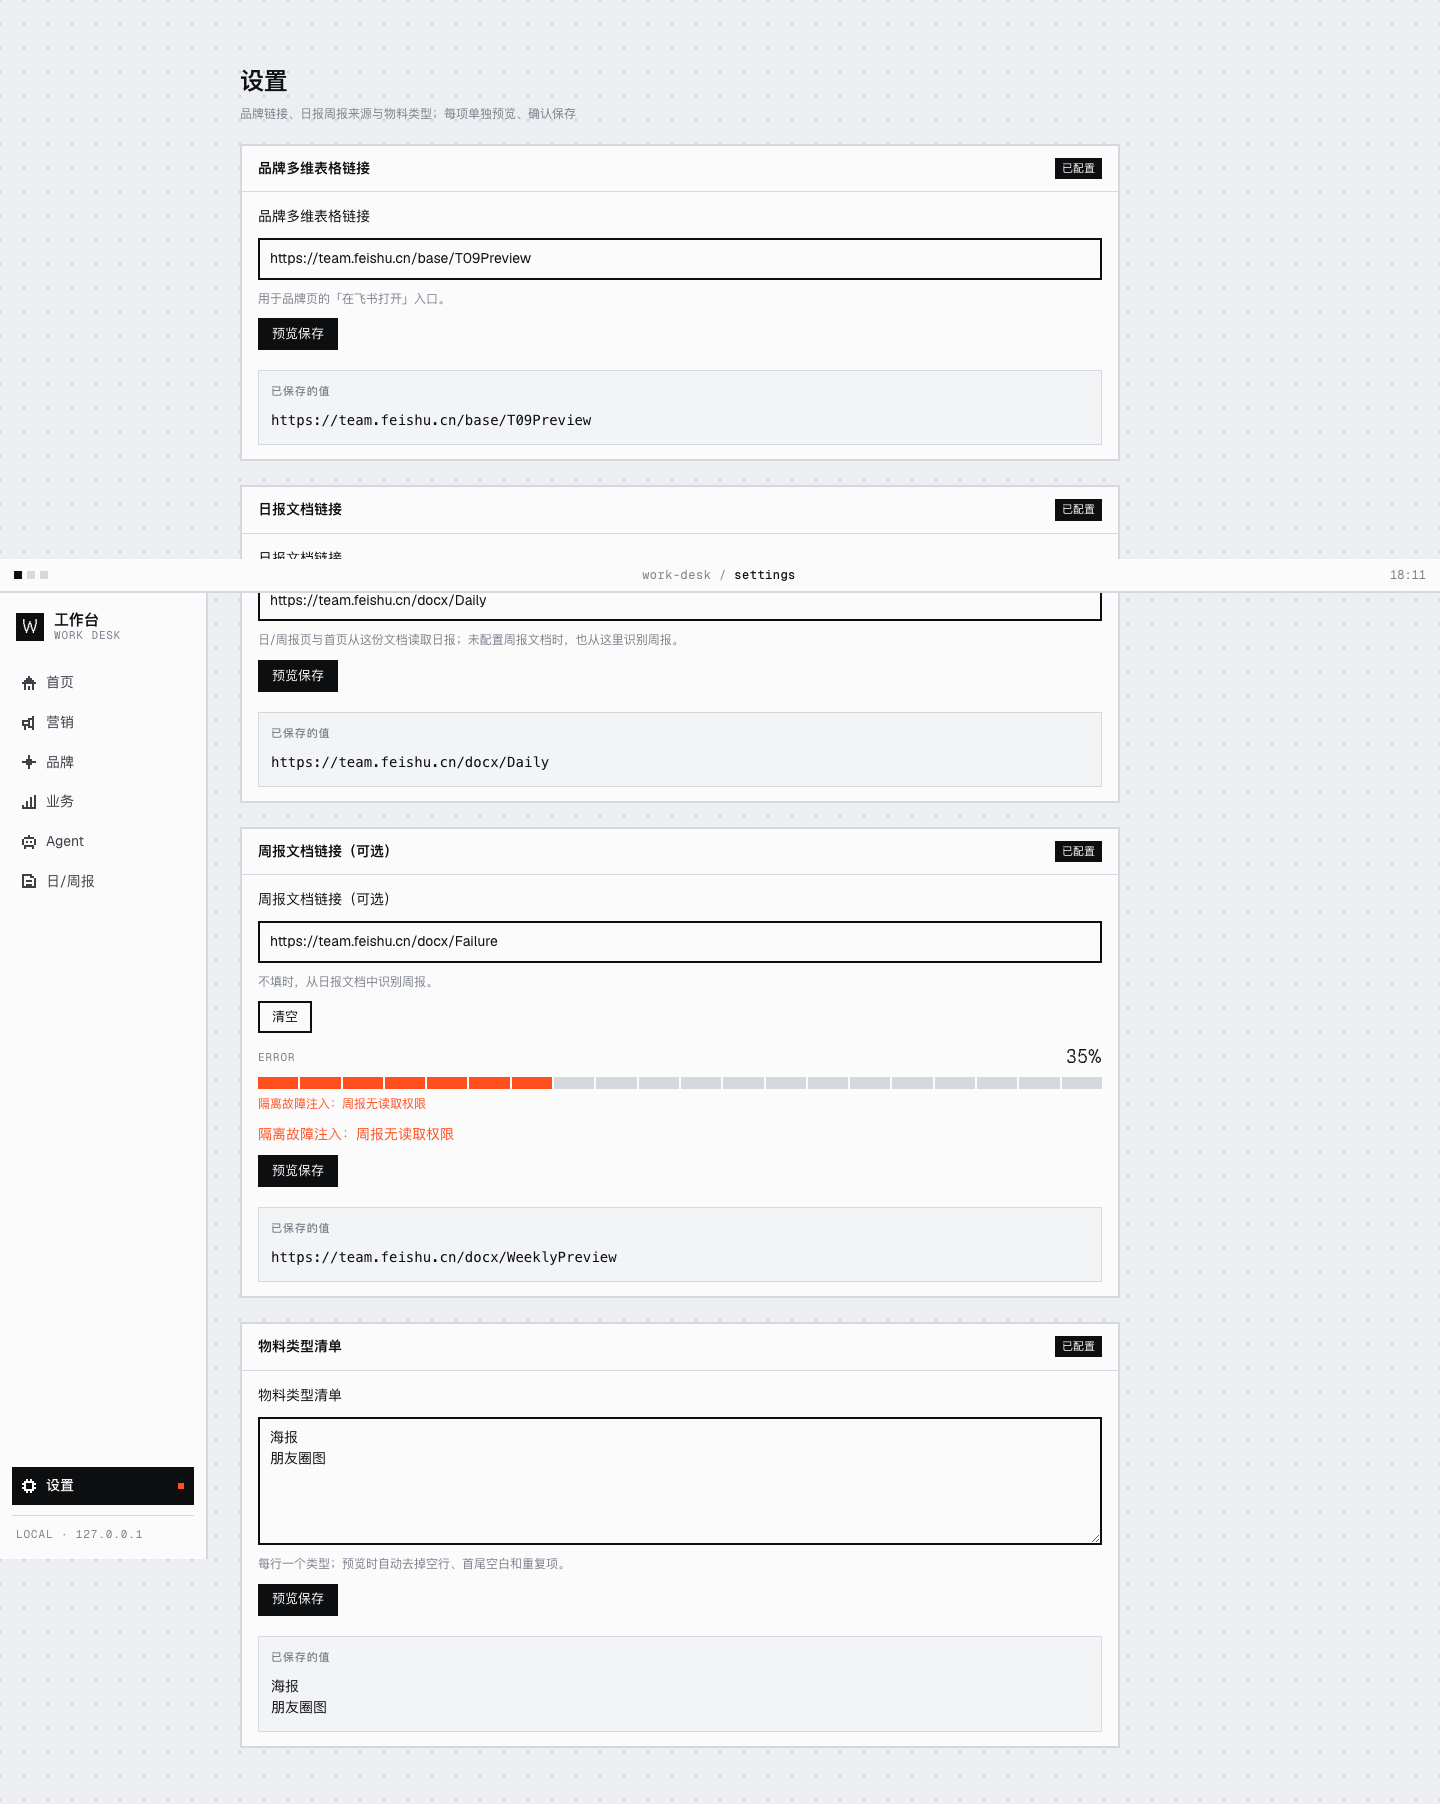 设置
品牌链接、日报周报来源与物料类型；每项单独预览、确认保存
品牌多维表格链接
已配置
品牌多维表格链接
https://team.feishu.cn/base/T09Preview
用于品牌页的「在飞书打开」入口。
预览保存
已保存的值
https://team.feishu.cn/base/T09Preview
日报文档链接
已配置
日报文档链接
work-desk / settings
18:11
https://team.feishu.cn/docx/Daily
日/周报页与首页从这份文档读取日报；未配置周报文档时，也从这里识别周报。
预览保存
已保存的值
https://team.feishu.cn/docx/Daily
W
工作台
WORK DESK
首页
营销
品牌
业务
Agent
日/周报
设置
LOCAL · 127.0.0.1
周报文档链接（可选）
已配置
周报文档链接（可选）
https://team.feishu.cn/docx/Failure
不填时，从日报文档中识别周报。
清空
ERROR
35%
隔离故障注入：周报无读取权限
隔离故障注入：周报无读取权限
预览保存
已保存的值
https://team.feishu.cn/docx/WeeklyPreview
物料类型清单
已配置
物料类型清单
海报
朋友圈图
每行一个类型；预览时自动去掉空行、首尾空白和重复项。
预览保存
已保存的值
海报
朋友圈图